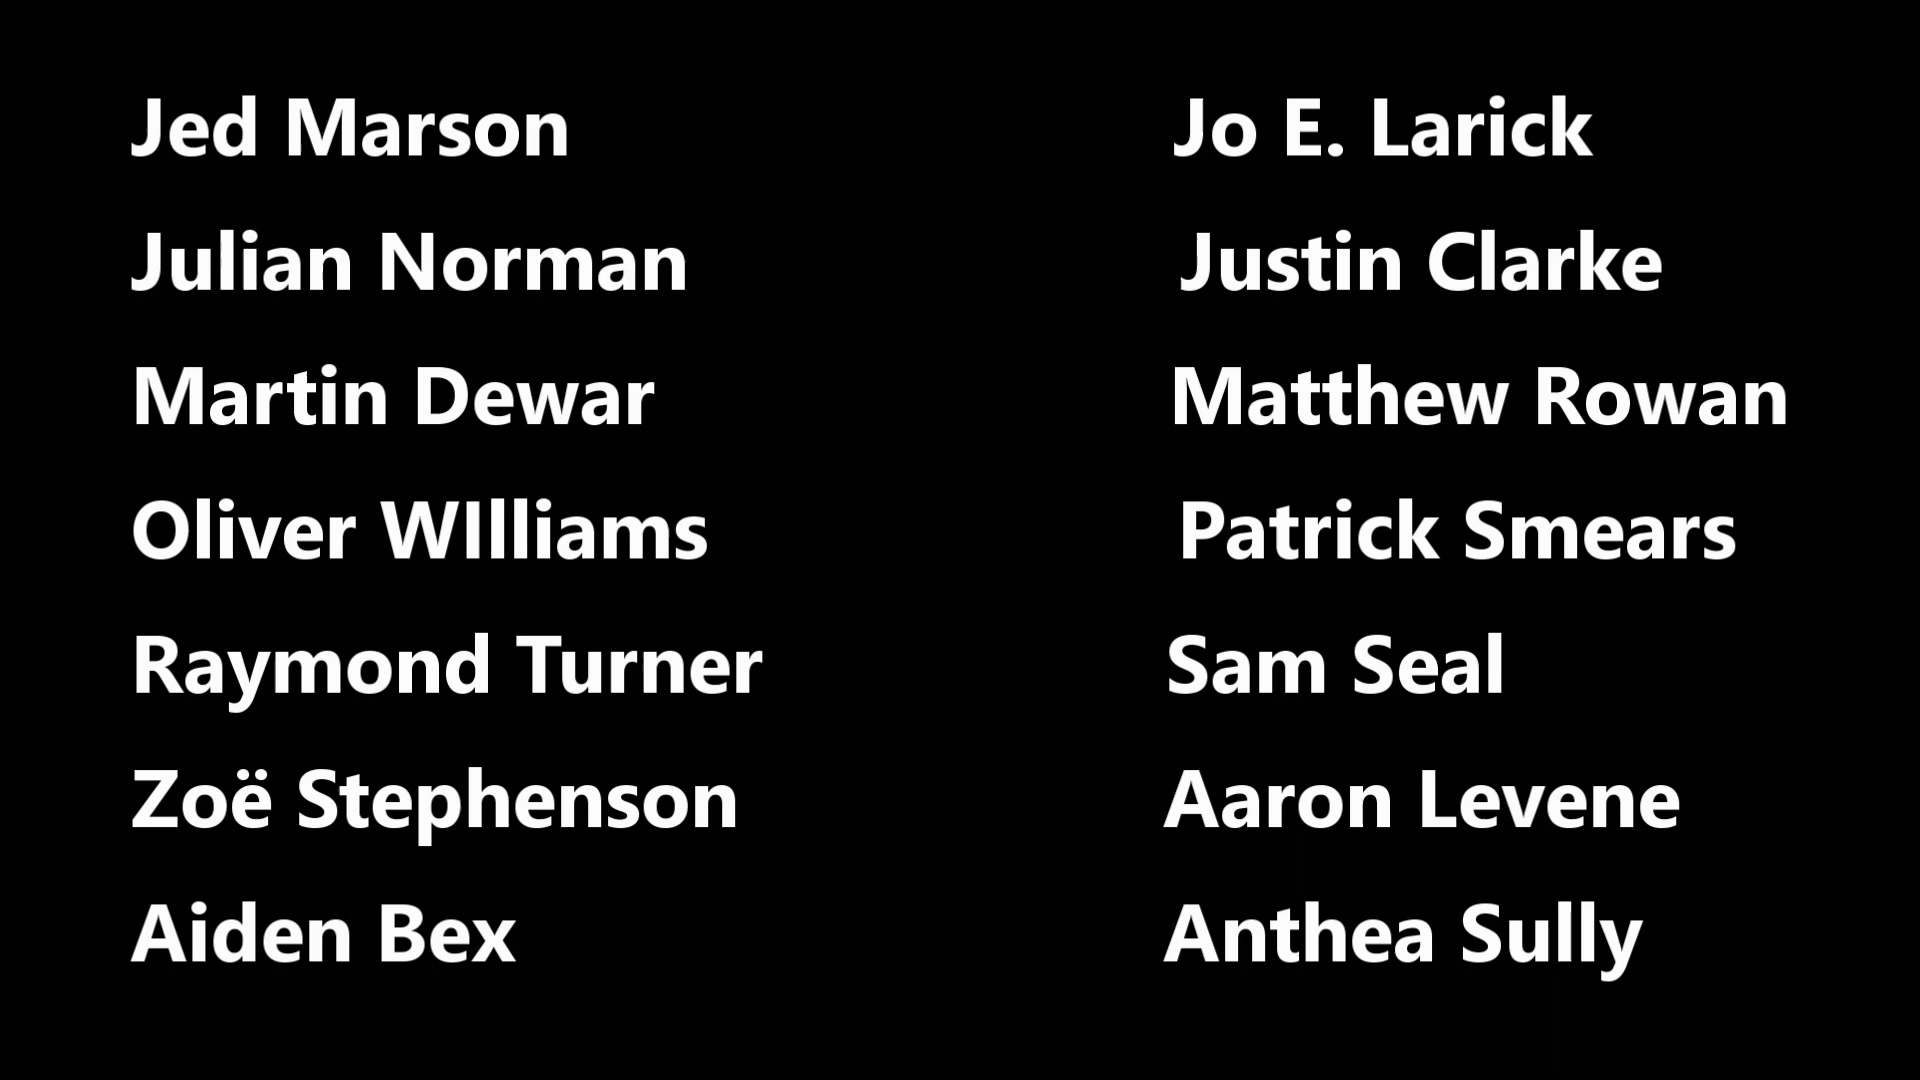 Jed Marson
Jo E. Larick
Julian Norman
Justin Clarke
Martin Dewar
Matthew Rowan
Oliver WIlliams
Patrick Smears
Raymond Turner
Sam Seal
Zoë Stephenson
Aaron Levene
Aiden Bex
Anthea Sully